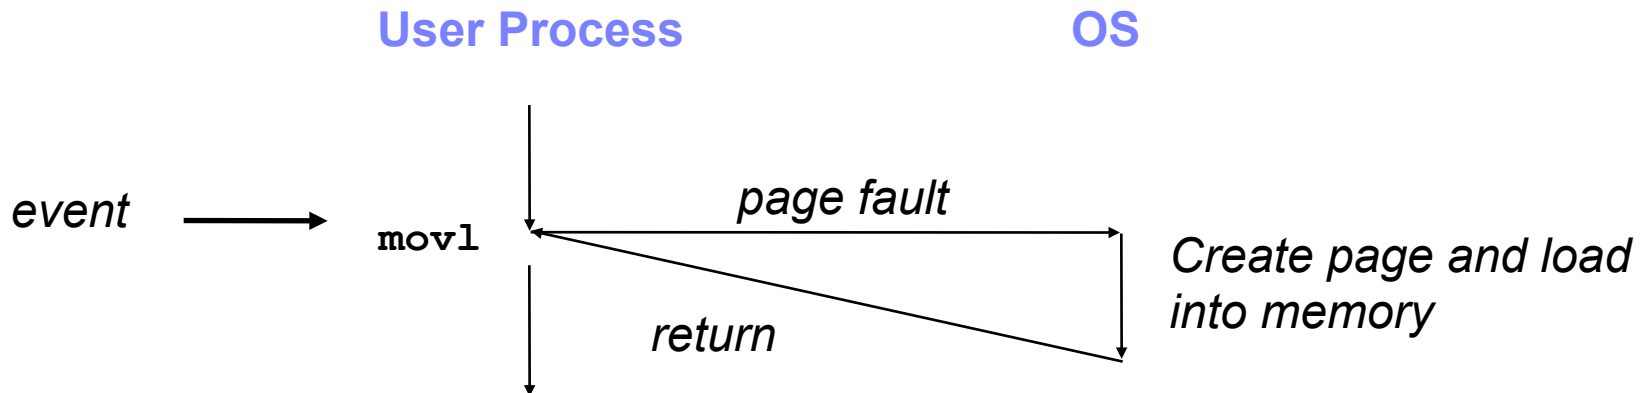 User Process
OS
event
movl
page fault
Create page and load
into memory
return